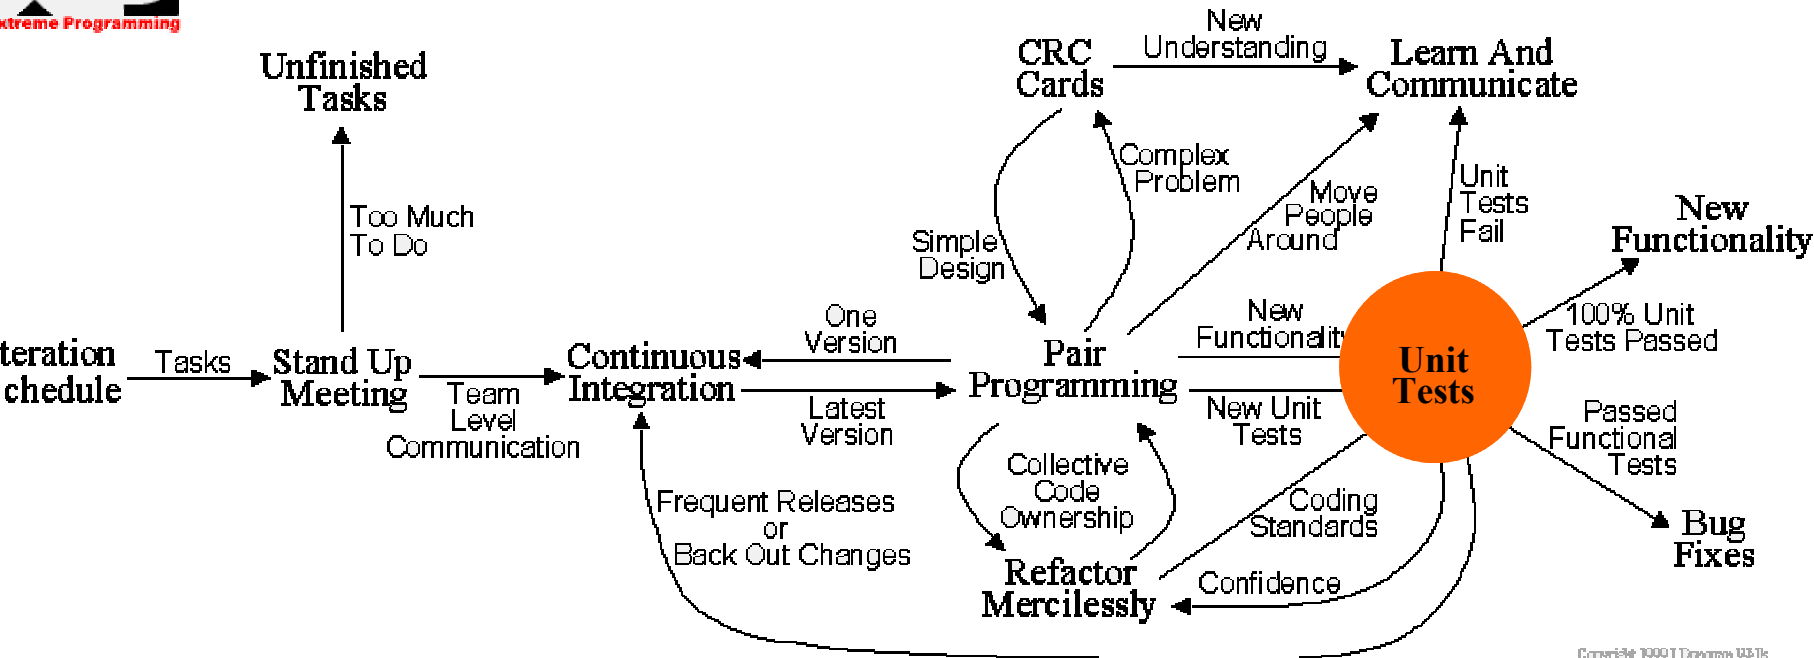 xtreme Programming
Unfinished
Tasks
Too Much
To Do
teration
chedule
Tasks
Stand Up
Meeting
Team
Level
Communication
Continuous
Integration
One
Version
Latest
Version
Frequent Releases
or
Back Out Changes
CRC
Cards
New
Understanding
Learn And
Communicate
Complex
Problem
Simple
Design
Move
People
Around
Unit
Tests
Fail
New
Functionality
Pair
Programming
New
Functionalit
New Unit
Tests
Unit
Tests
100% Unit
Tests Passed
Passed
Functional
Tests
Bug
Fixes
Collective
Code
Ownership
Coding
Standards
Refactor
Mercilessly
Confidence